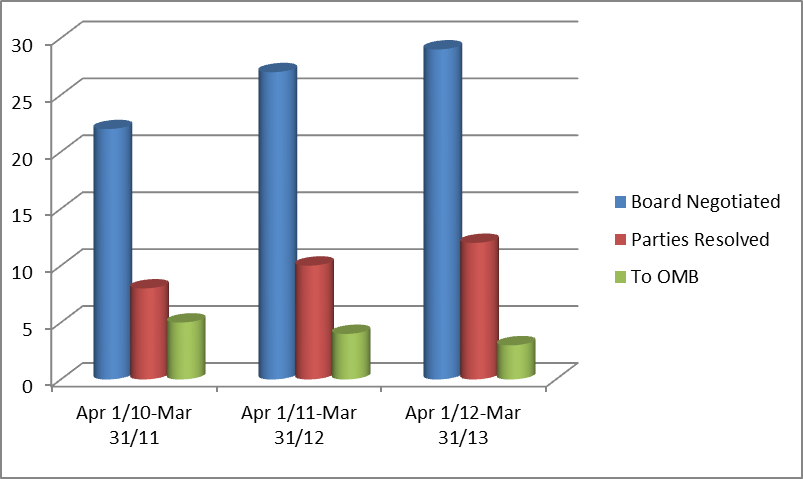 30
25
20
15
10
5
0
Apr 1/10-Mar
31/11
Apr 1/11-Mar
31/12
Apr 1/12-Mar
31/13
Board Negotiated
Parties Resolved
To OMB